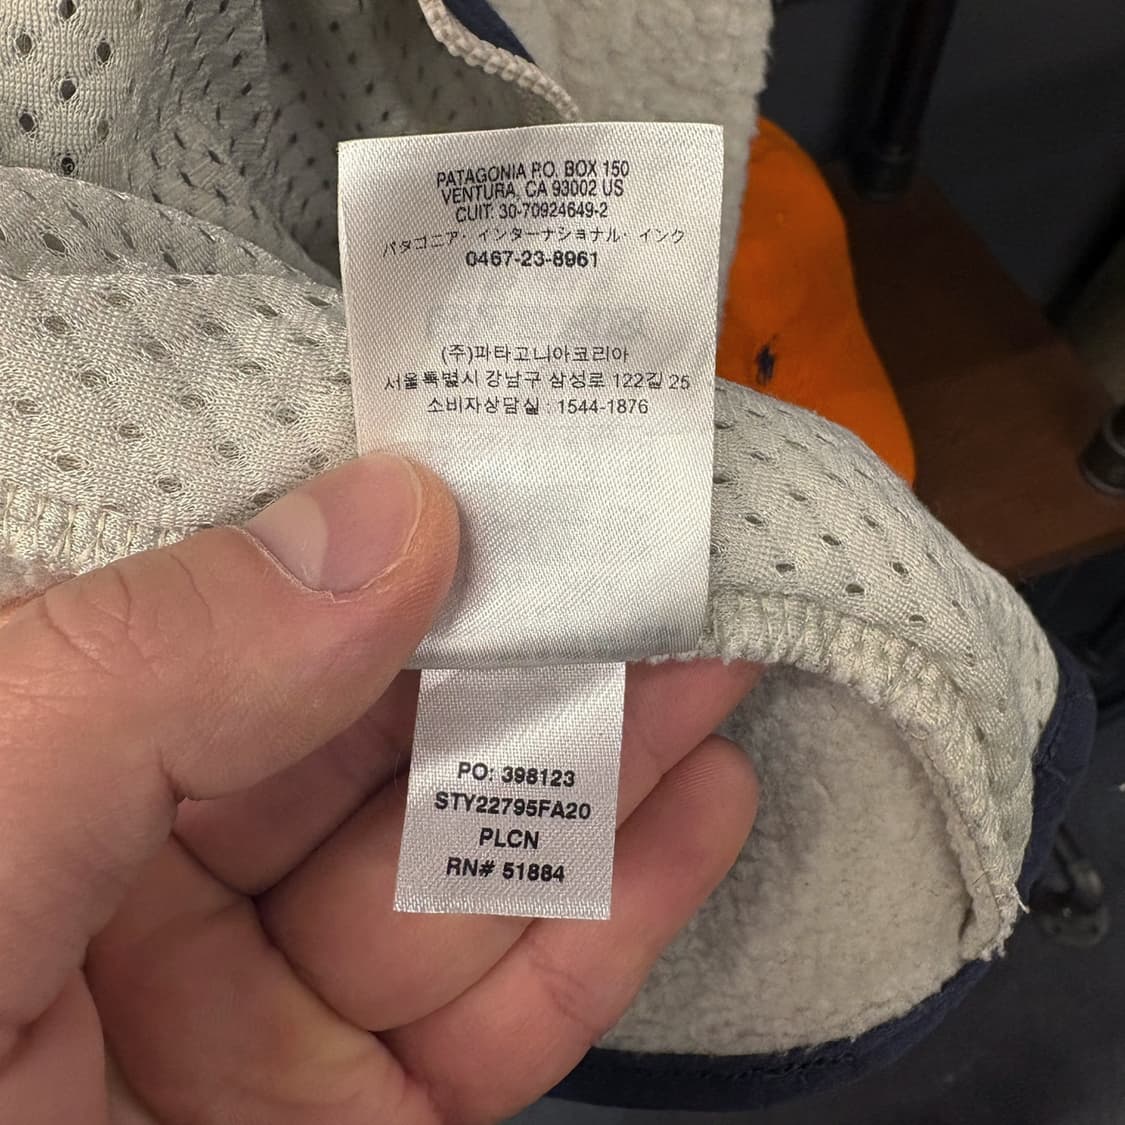 PATAGONIA P.O. BOX 150
VENTURA, CA 93002 US
CUIT: 30-70924649-2
パタゴニア・インターナショナル・インク
0467-23-8961
(주)파타고니아코리아
서울특별시 강남구 삼성로 122길 25
소비자상담실 : 1544-1876
PO: 398123
STY22795FA20
PLCN
RN# 51884